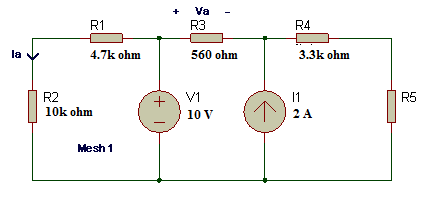 + Va –
R1 R3 R4
Ia 4.7k ohm 560 ohm 3.3k ohm
R2 V1 I1 R5
10k ohm 10 V 2 A
Mesh 1